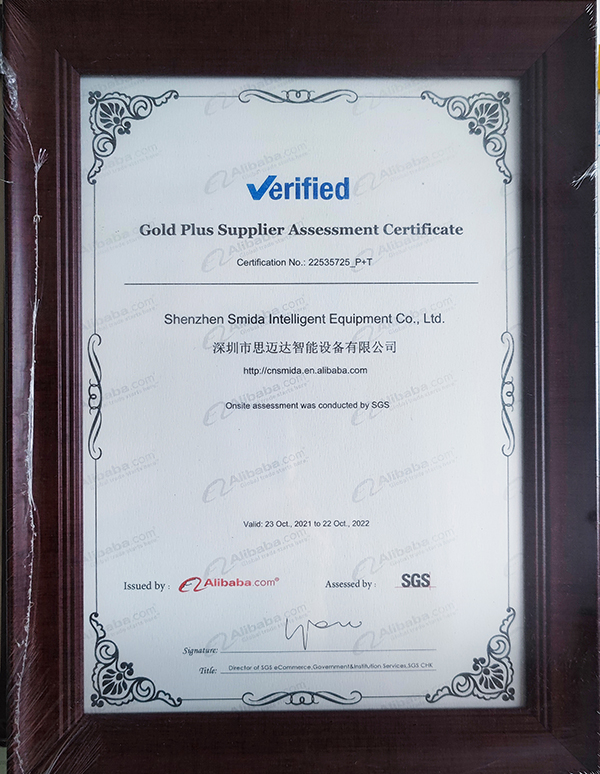 Verified
Gold Plus Supplier Assessment Certificate
Certification No.: 22535725_P+T
Shenzhen Smida Intelligent Equipment Co., Ltd.
深圳市思迈达智能设备有限公司
http://cnsmida.en.alibaba.com
Onsite assessment was conducted by SGS
Valid: 23 Oct., 2021 to 22 Oct., 2022
Issued by : Alibaba.com® Assessed by : SGS
Signature:
Title: Director of SGS eCommerce,Government&Institution Services,SGS CHK